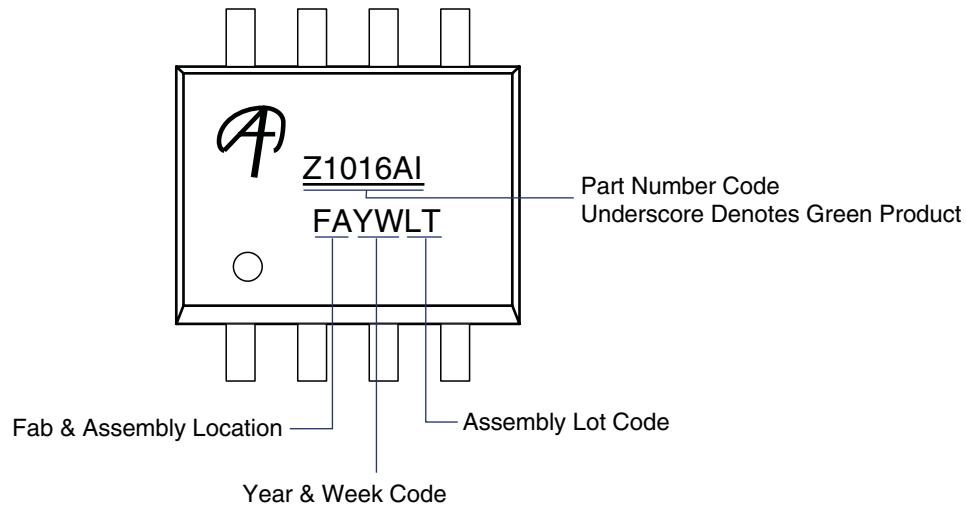 Z1016AI
FAYWLT
Part Number Code
Underscore Denotes Green Product
Fab & Assembly Location
Assembly Lot Code
Year & Week Code